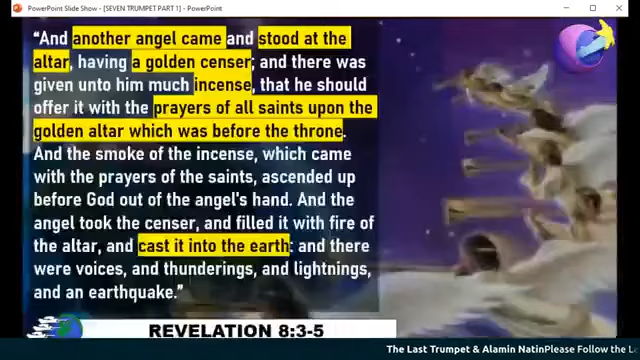 PowerPoint Slide Show - [SEVEN TRUMPET PART 1] - PowerPoint
“And another angel came and stood at the
altar, having a golden censer; and there was
given unto him much incense, that he should
offer it with the prayers of all saints upon the
golden altar which was before the throne.
And the smoke of the incense, which came
with the prayers of the saints, ascended up
before God out of the angel's hand. And the
angel took the censer, and filled it with fire of
the altar, and cast it into the earth: and there
were voices, and thunderings, and lightnings,
and an earthquake.”
REVELATION 8:3-5
The Last Trumpet & Alamin NatinPlease Follow the L